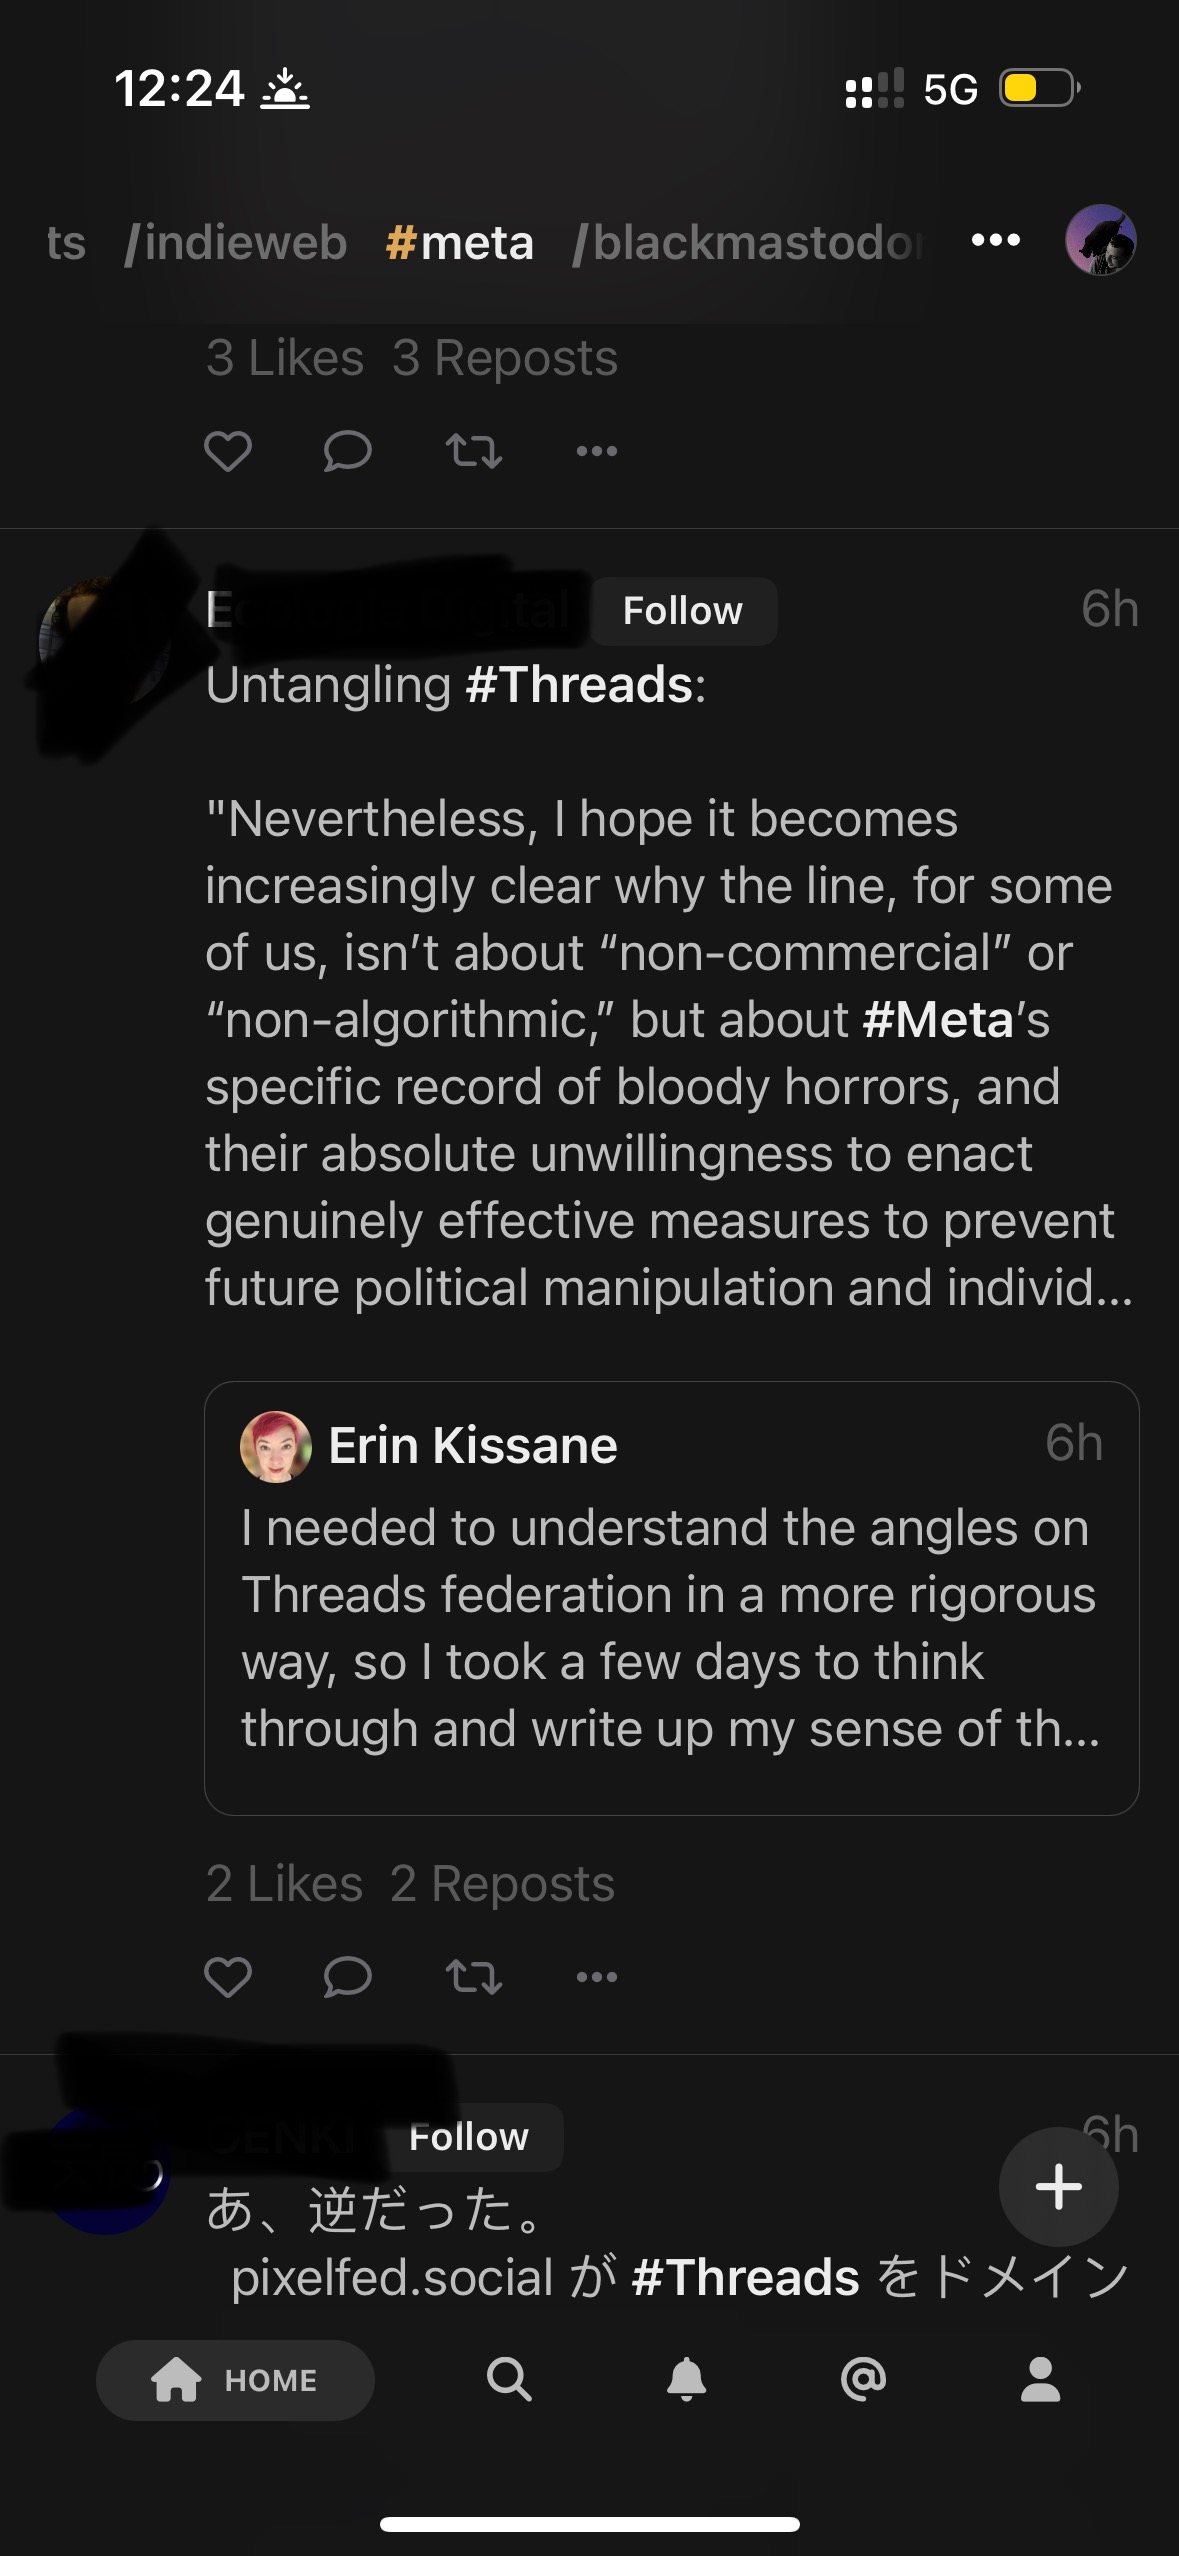 12:24 5G
ts /indieweb #meta /blackmastodo
3 Likes 3 Reposts
Follow 6h
Untangling #Threads:
"Nevertheless, I hope it becomes
increasingly clear why the line, for some
of us, isn’t about “non-commercial” or
“non-algorithmic,” but about #Meta’s
specific record of bloody horrors, and
their absolute unwillingness to enact
genuinely effective measures to prevent
future political manipulation and individ...
Erin Kissane 6h
I needed to understand the angles on
Threads federation in a more rigorous
way, so I took a few days to think
through and write up my sense of th...
2 Likes 2 Reposts
Follow 6h
あ、逆だった。
pixelfed.social が #Threads をドメイン
HOME